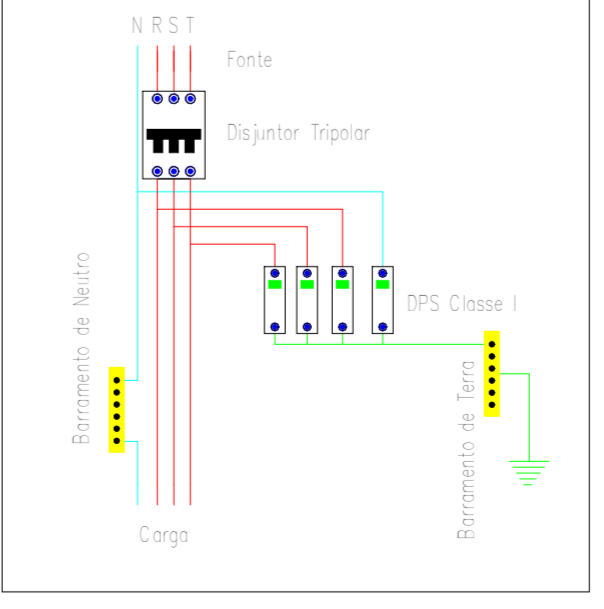 N R S T
Fonte
Disjuntor Tripolar
Barramento de Neutro
DPS Classe I
Barramento de Terra
Carga